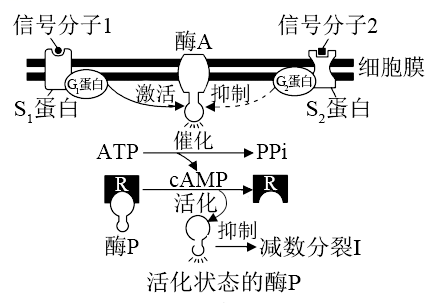 信号分子1 酶A 信号分子2
细胞膜
G₁蛋白 激活 抑制 G₂蛋白
S₁蛋白 S₂蛋白
催化
ATP PPi
R cAMP R
活化
酶P 抑制 减数分裂I
活化状态的酶P